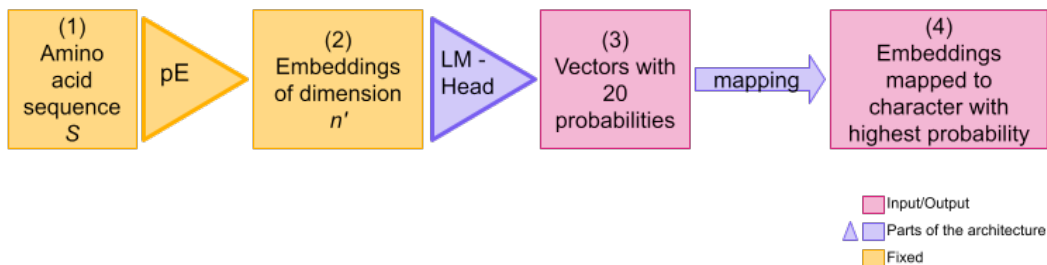 (1)
Amino
acid
sequence
S
pE
(2)
Embeddings
of dimension
n'
LM -
Head
(3)
Vectors with
20
probabilities
mapping
(4)
Embeddings
mapped to
character with
highest probability
Input/Output
Parts of the architecture
Fixed